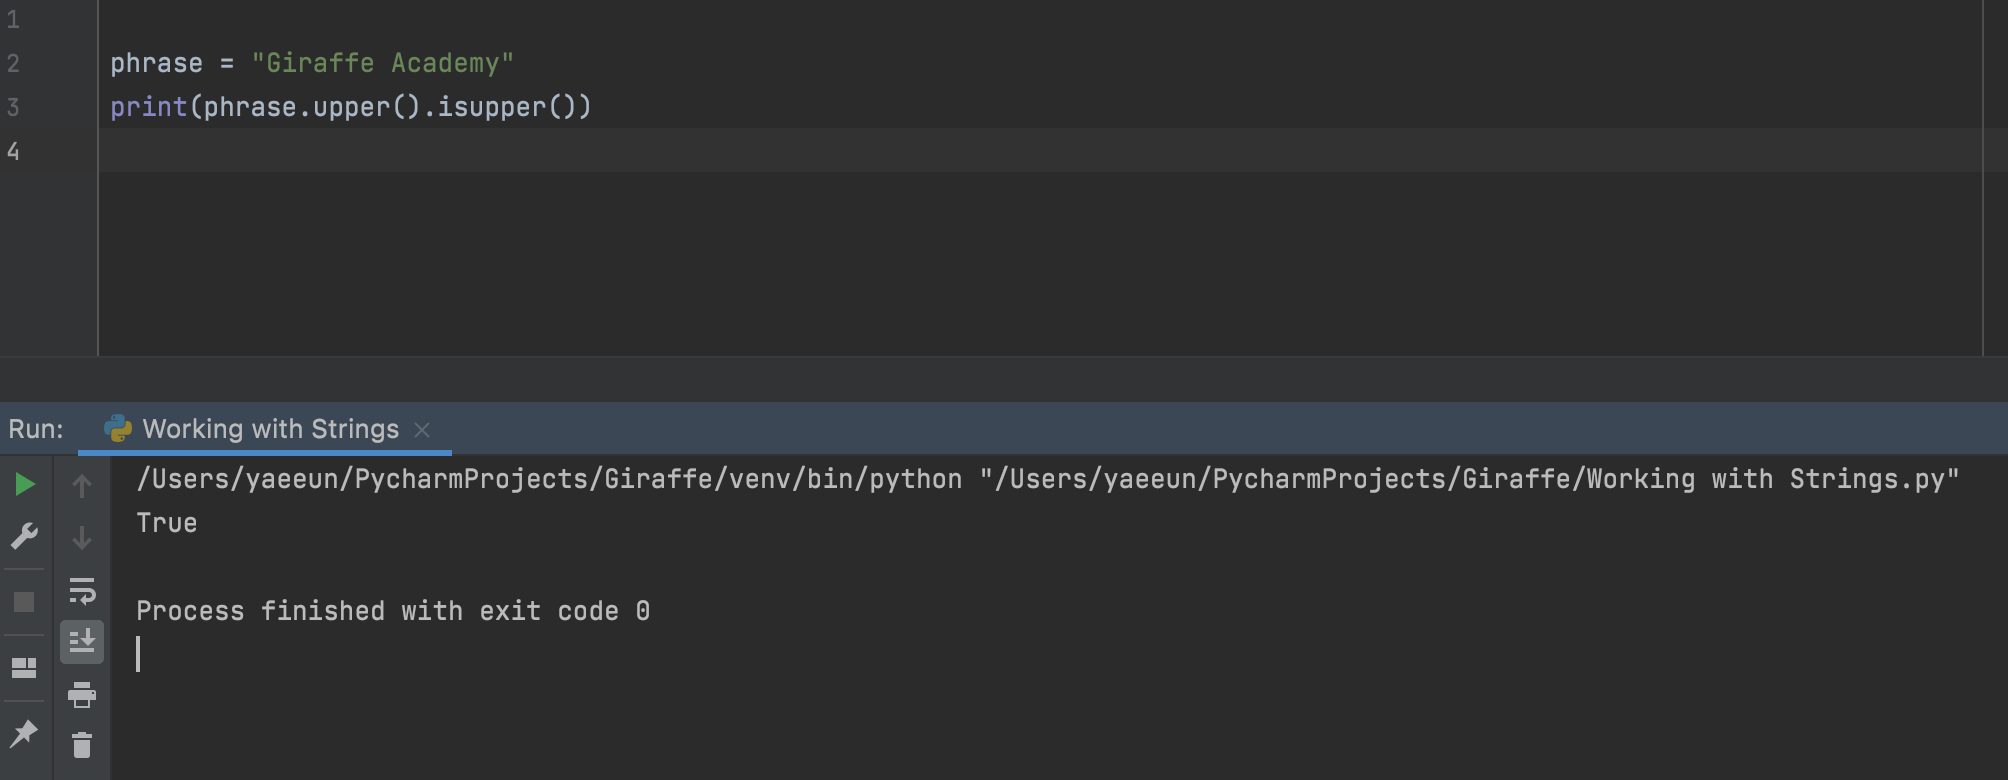 1
2 phrase = "Giraffe Academy"
3 print(phrase.upper().isupper())
4
Run: Working with Strings
/Users/yaeeun/PycharmProjects/Giraffe/venv/bin/python "/Users/yaeeun/PycharmProjects/Giraffe/Working with Strings.py"
True
Process finished with exit code 0